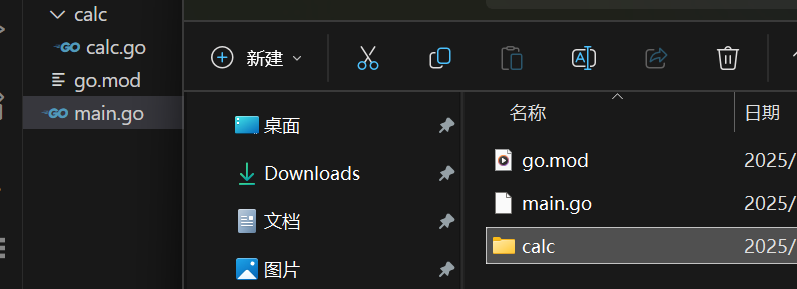 calc
calc.go
go.mod
main.go
新建
名称
日期
桌面
Downloads
文档
图片
go.mod
2025/
main.go
2025/
calc
2025/